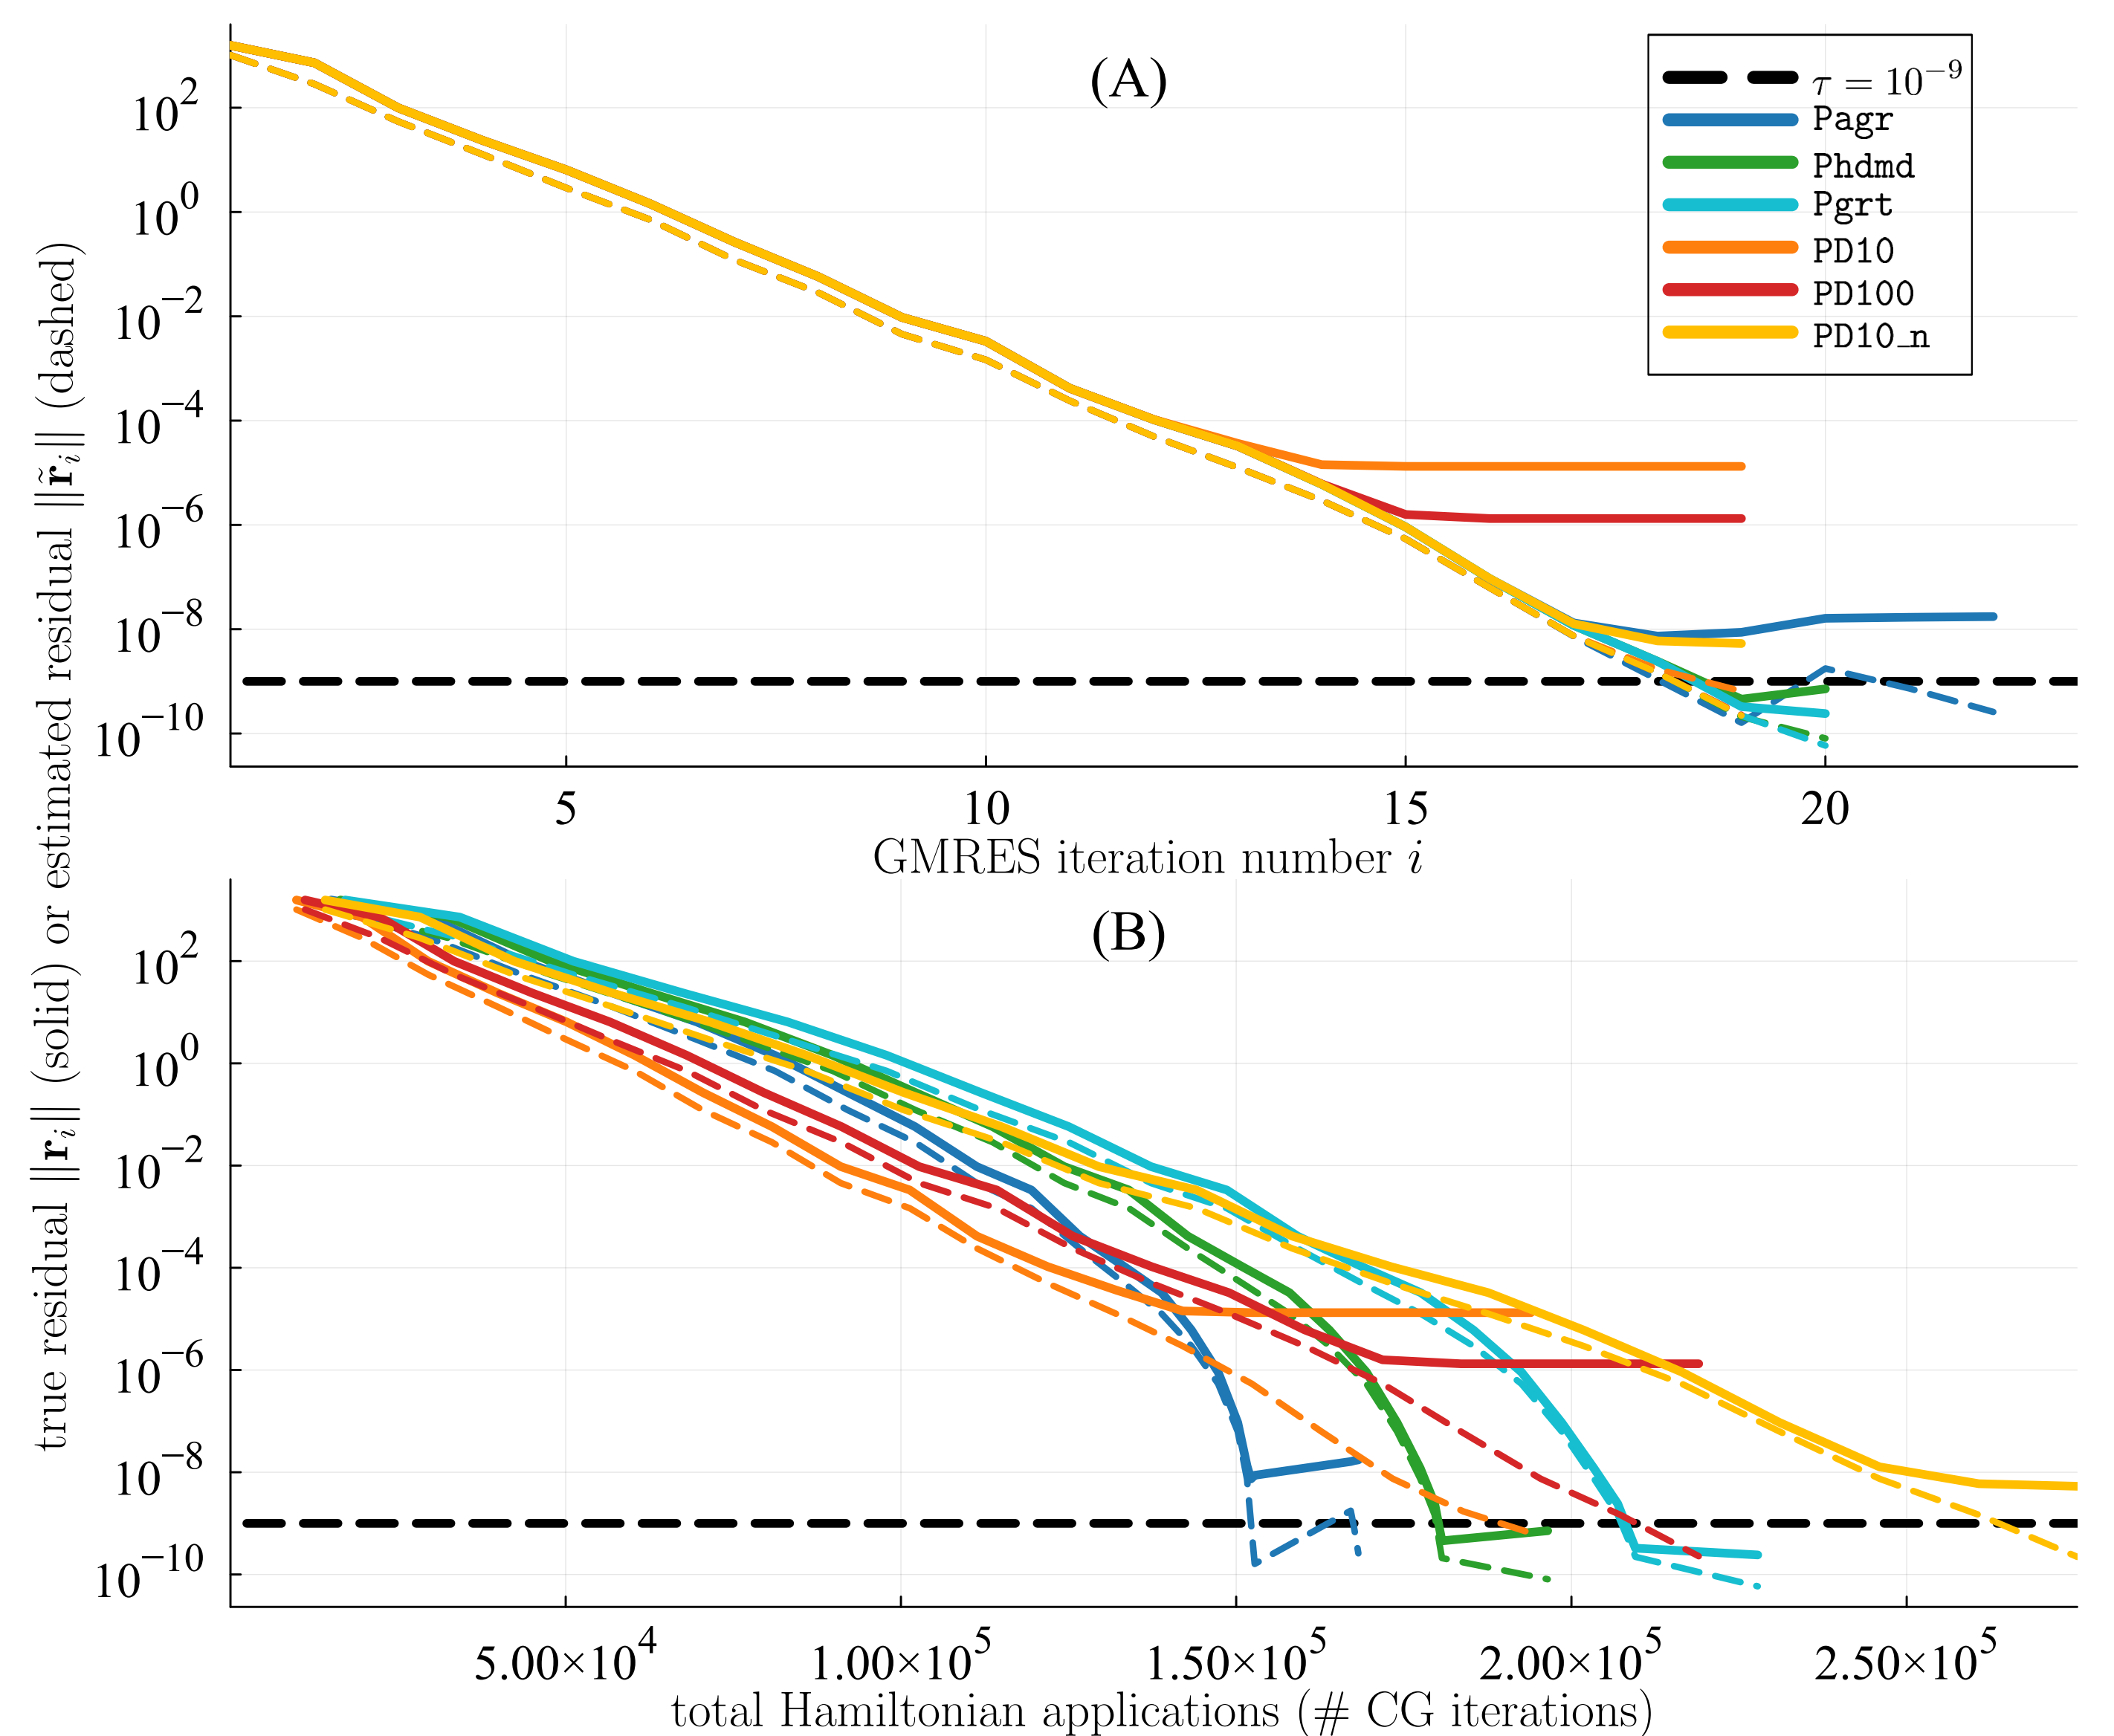 true residual ||r_i|| (solid) or estimated residual ||r̃_i|| (dashed)
(A)
τ = 10^−9
Pagr
Phdmd
Pgrt
PD10
PD100
PD10_n
10^2
10^0
10^−2
10^−4
10^−6
10^−8
10^−10
5 10 15 20
GMRES iteration number i
(B)
10^2
10^0
10^−2
10^−4
10^−6
10^−8
10^−10
5.00×10^4 1.00×10^5 1.50×10^5 2.00×10^5 2.50×10^5
total Hamiltonian applications (# CG iterations)